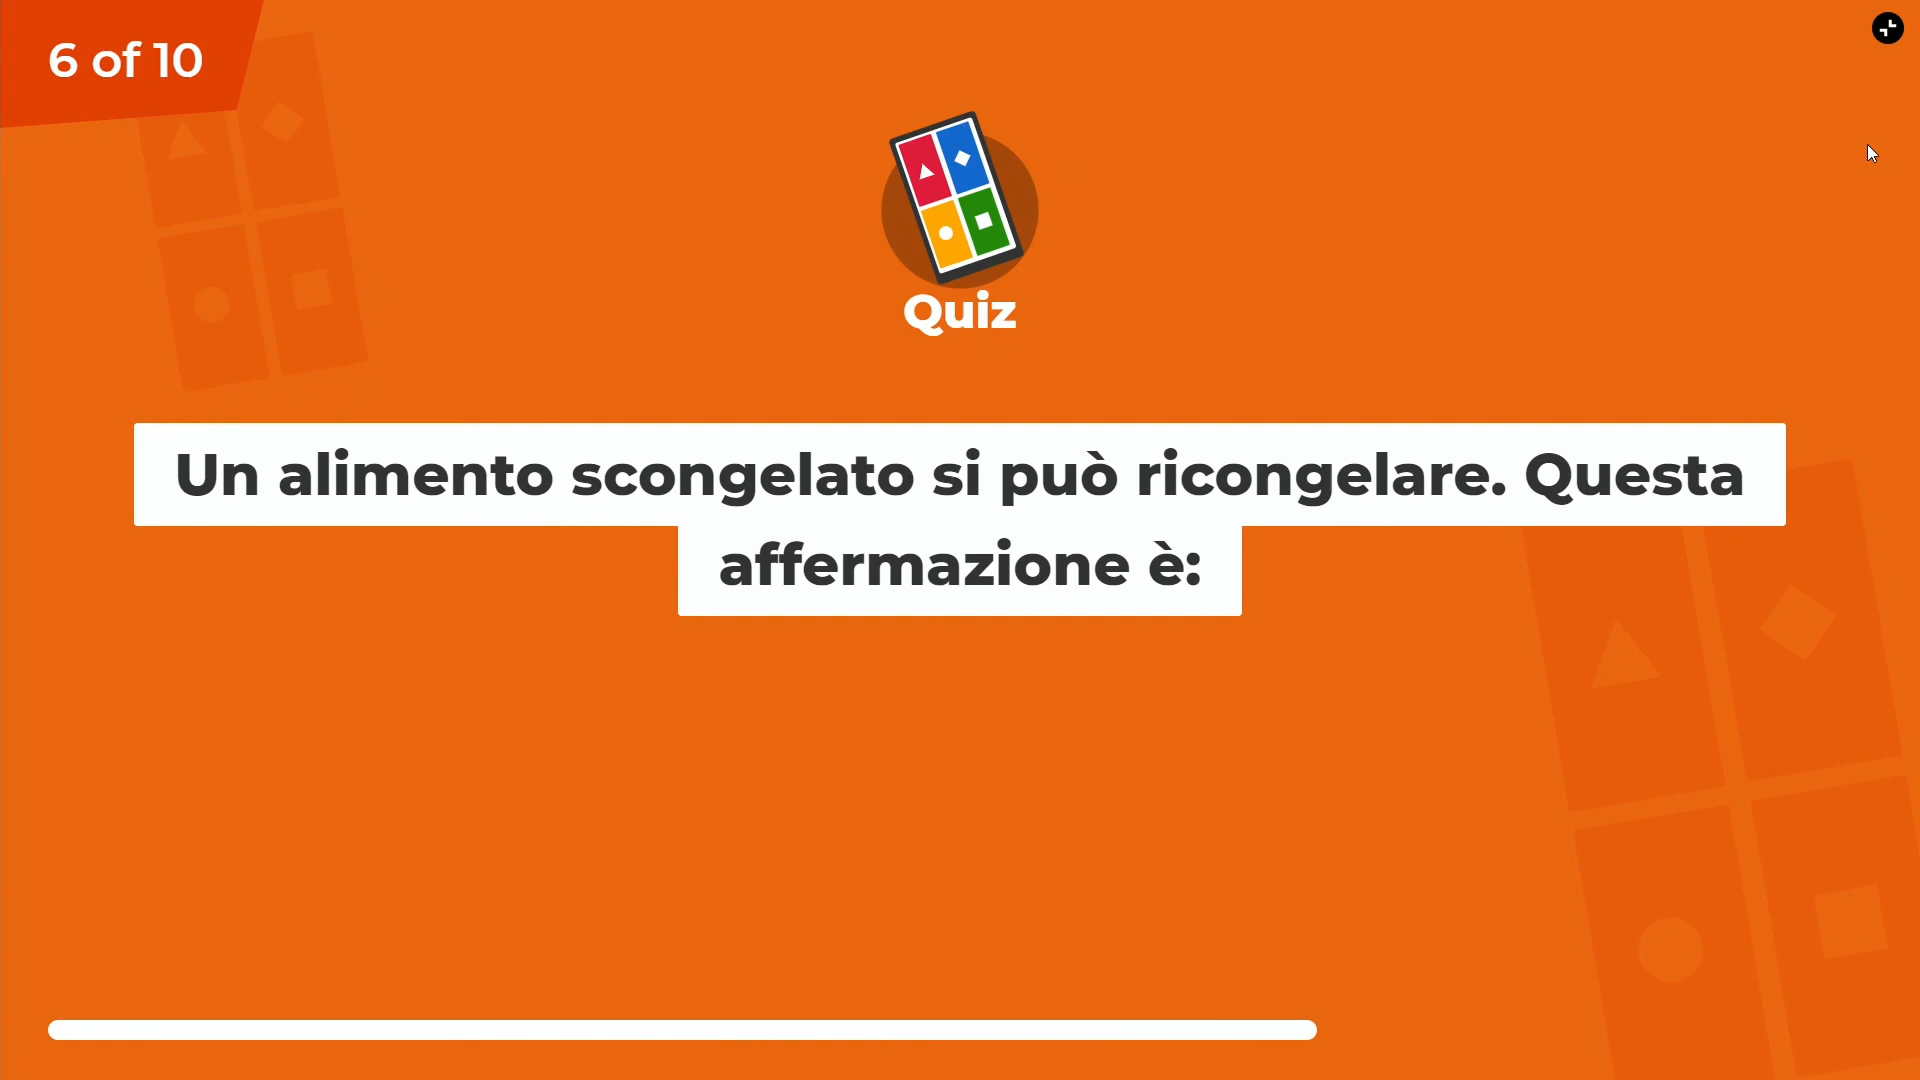 6 of 10
Quiz
Un alimento scongelato si può ricongelare. Questa
affermazione è: